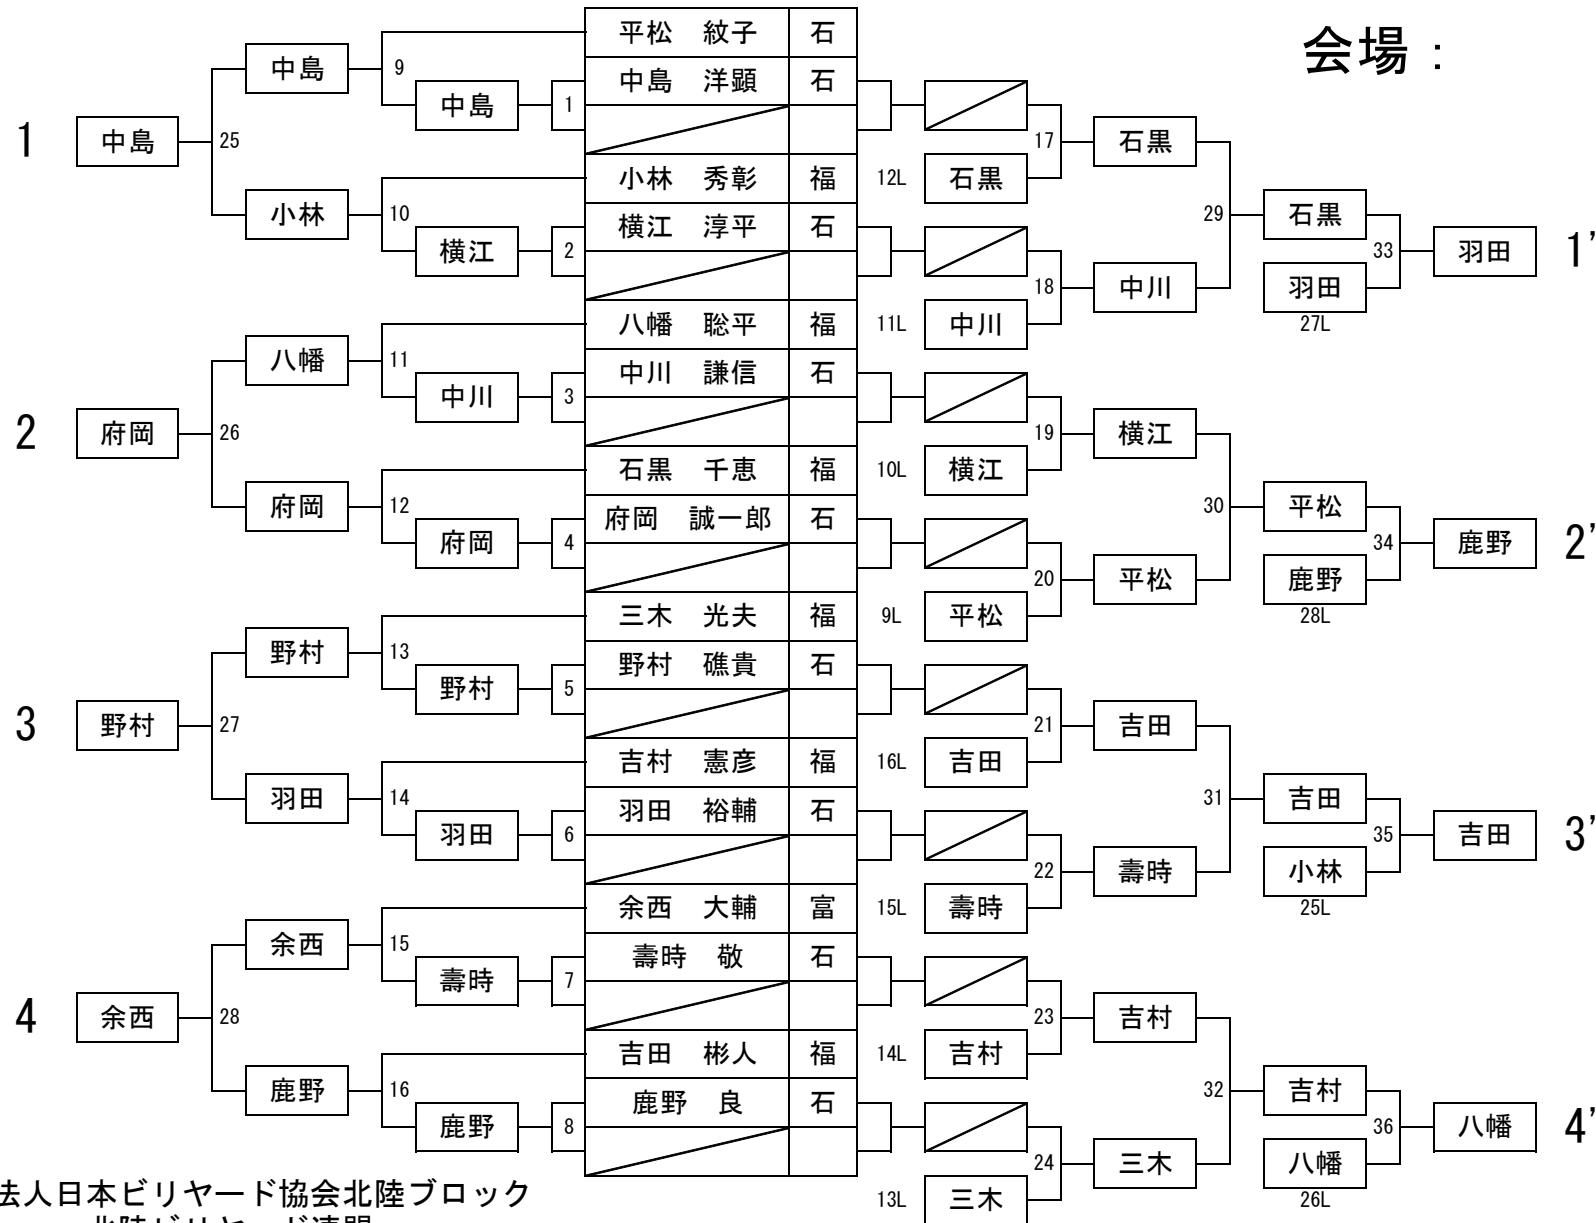 会場：
平松　紋子 石
中島 9
中島 1 中島　洋顕 石
1 中島 25 17 石黒
小林　秀彰 福 12L 石黒
小林 10 29 石黒
横江 2 横江　淳平 石
33 羽田 1’
18 中川 羽田
八幡　聡平 福 11L 中川 27L
八幡 11
中川 3 中川　謙信 石
2 府岡 26 19 横江
石黒　千恵 福 10L 横江
府岡 12 30 平松
府岡 4 府岡　誠一郎 石
34 鹿野 2’
20 平松 鹿野
三木　光夫 福 9L 平松 28L
野村 13
野村 5 野村　礁貴 石
3 野村 27 21 吉田
吉村　憲彦 福 16L 吉田
羽田 14 31 吉田
羽田 6 羽田　裕輔 石
35 吉田 3’
22 壽時 小林
余西　大輔 富 15L 壽時 25L
余西 15
壽時 7 壽時　敬 石
4 余西 28 23 吉村
吉田　彬人 福 14L 吉村
鹿野 16 32 吉村
鹿野 8 鹿野　良 石
36 八幡 4’
24 三木 八幡
13L 三木 26L
法人日本ビリヤード協会北陸ブロック
北陸ビリヤード連盟